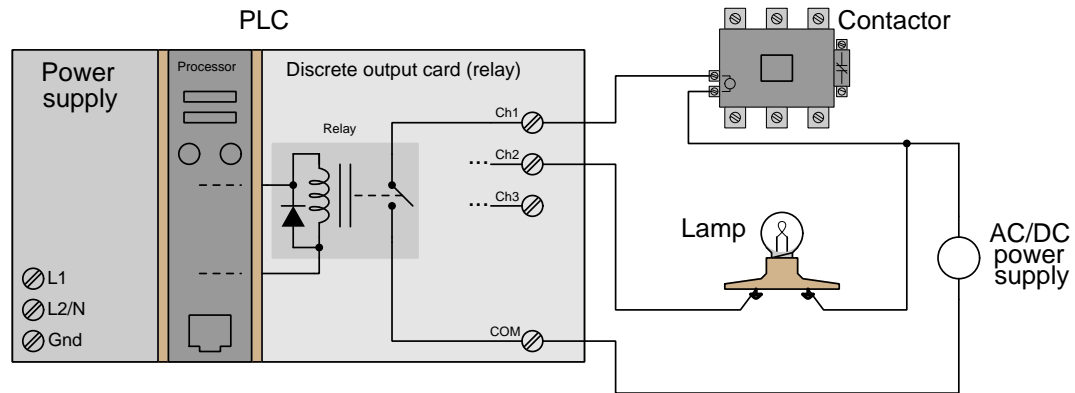 PLC
Contactor
Power
supply
Processor
Discrete output card (relay)
Ch1
Relay
... Ch2
... Ch3
Lamp
AC/DC
power
supply
L1
L2/N
Gnd
COM